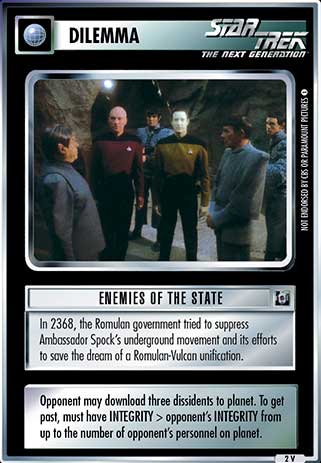 DILEMMA
STAR TREK
THE NEXT GENERATION
NOT ENDORSED BY CBS OR PARAMOUNT PICTURES
ENEMIES OF THE STATE
In 2368, the Romulan government tried to suppress
Ambassador Spock's underground movement and its efforts
to save the dream of a Romulan-Vulcan unification.
Opponent may download three dissidents to planet. To get
past, must have INTEGRITY > opponent's INTEGRITY from
up to the number of opponent's personnel on planet.
2 V